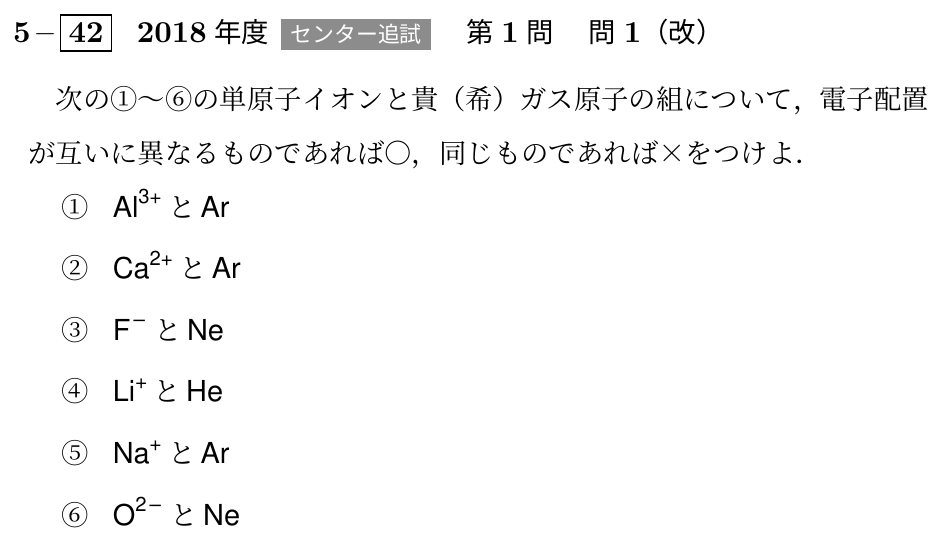 5－42 2018 年度 センター追試 第 1 問 問 1（改）
次の①～⑥の単原子イオンと貴（希）ガス原子の組について，電子配置
が互いに異なるものであれば○，同じものであれば×をつけよ．
① Al³⁺ と Ar
② Ca²⁺ と Ar
③ F⁻ と Ne
④ Li⁺ と He
⑤ Na⁺ と Ar
⑥ O²⁻ と Ne